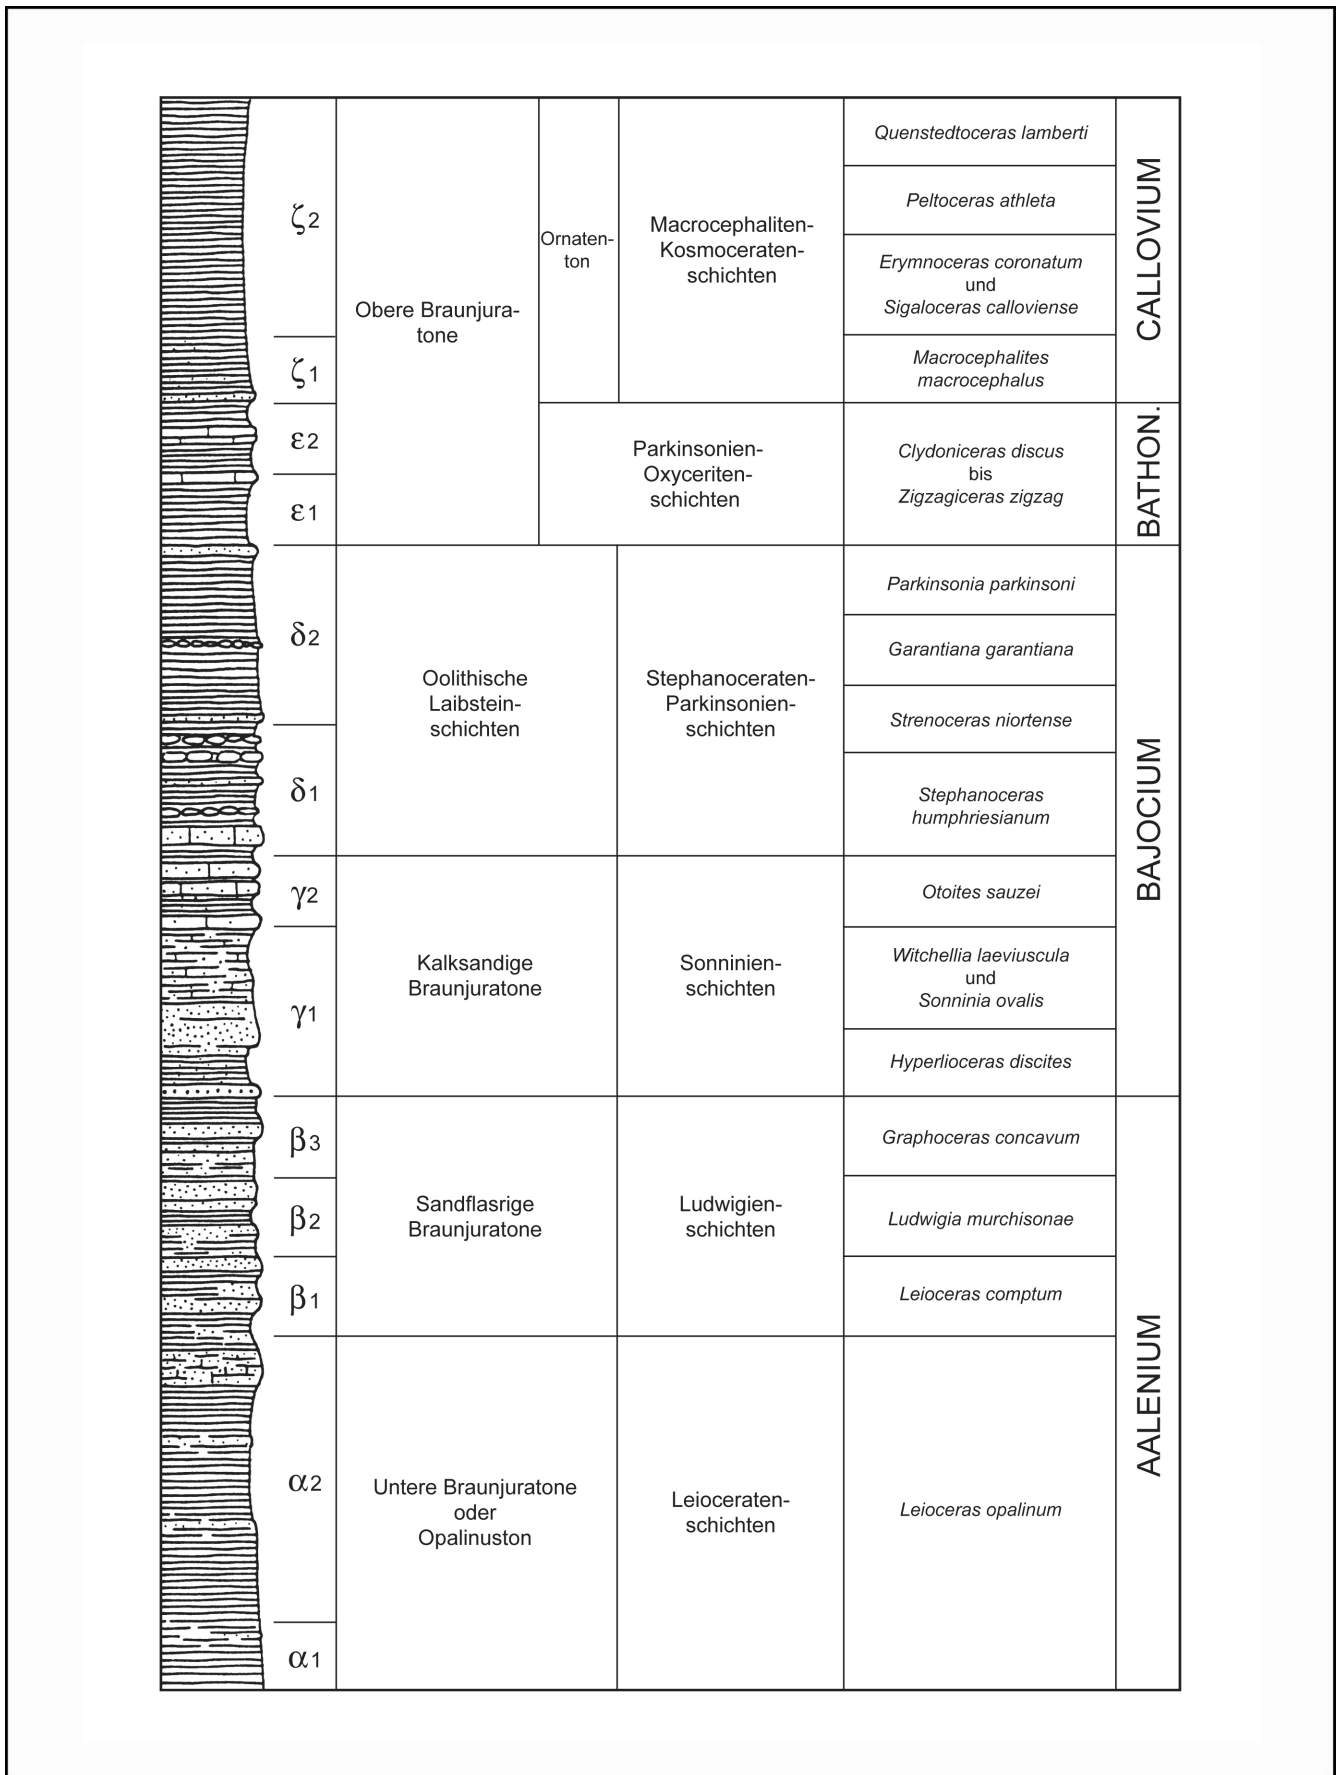 ζ2
Obere Braunjura-
tone
Ornaten-
ton
Macrocephaliten-
Kosmoceraten-
schichten
Quenstedtoceras lamberti
Peltoceras athleta
Erymnoceras coronatum
und
Sigaloceras calloviense
CALLOVIUM
ζ1
Macrocephalites
macrocephalus
ε2
ε1
Parkinsonien-
Oxyceriten-
schichten
Clydoniceras discus
bis
Zigzagiceras zigzag
BATHON.
δ2
δ1
Oolithische
Laibstein-
schichten
Stephanoceraten-
Parkinsonien-
schichten
Parkinsonia parkinsoni
Garantiana garantiana
Strenoceras niortense
Stephanoceras
humphriesianum
BAJOCIUM
γ2
γ1
Kalksandige
Braunjuratone
Sonninien-
schichten
Otoites sauzei
Witchellia laeviuscula
und
Sonninia ovalis
Hyperlioceras discites
β3
β2
β1
Sandflasrige
Braunjuratone
Ludwigien-
schichten
Graphoceras concavum
Ludwigia murchisonae
Leioceras comptum
AALENIUM
α2
α1
Untere Braunjuratone
oder
Opalinuston
Leioceraten-
schichten
Leioceras opalinum